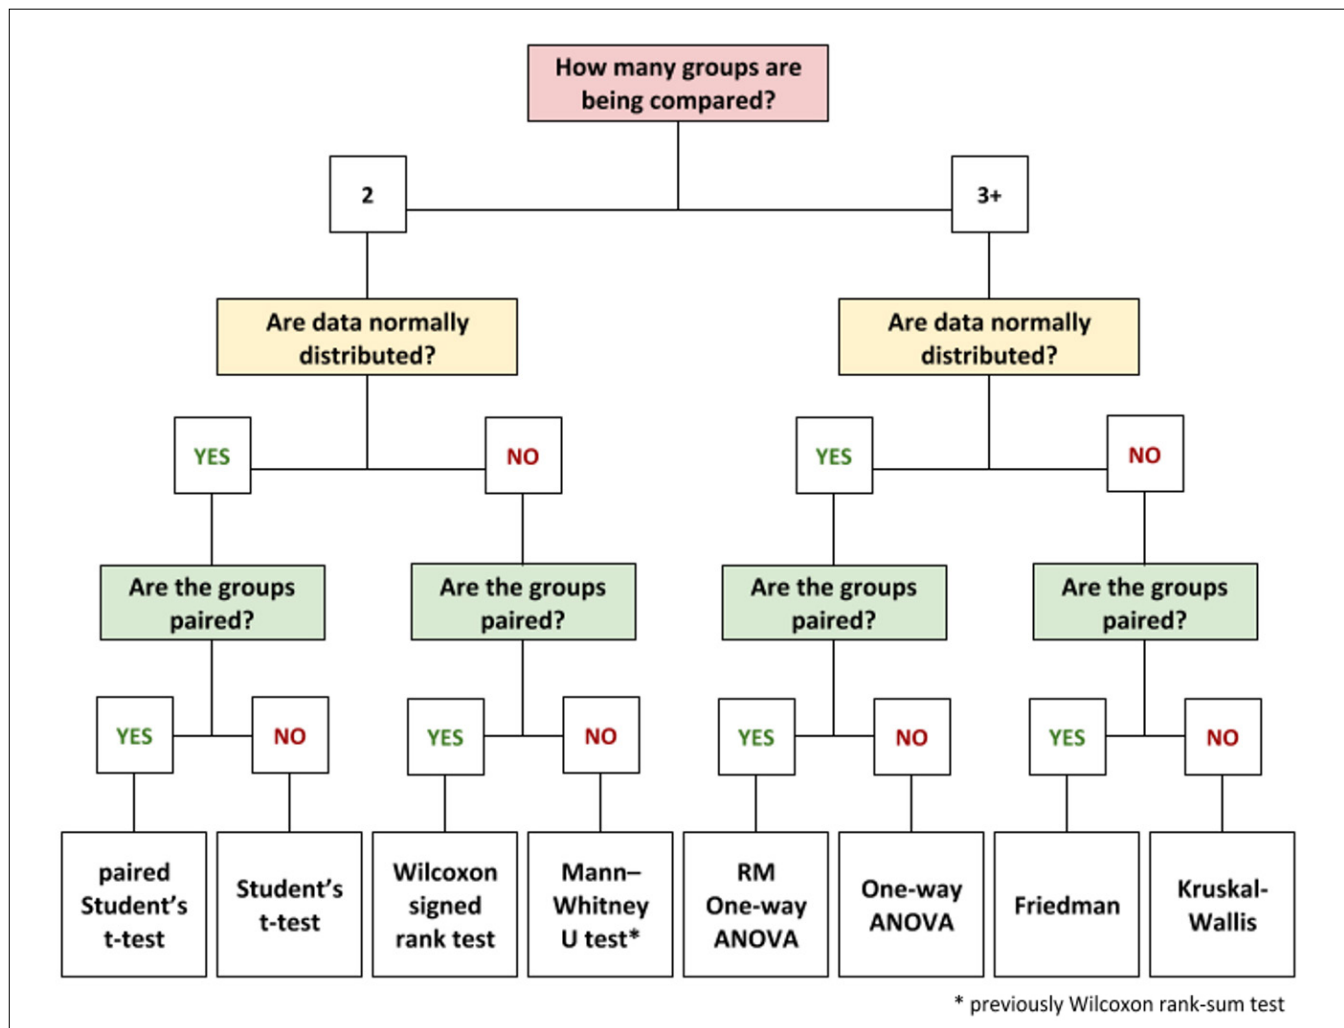 How many groups are
being compared?
2
3+
Are data normally
distributed?
Are data normally
distributed?
YES
NO
YES
NO
Are the groups
paired?
Are the groups
paired?
Are the groups
paired?
Are the groups
paired?
YES
NO
YES
NO
YES
NO
YES
NO
paired
Student’s
t-test
Student’s
t-test
Wilcoxon
signed
rank test
Mann–
Whitney
U test*
RM
One-way
ANOVA
One-way
ANOVA
Friedman
Kruskal-
Wallis
* previously Wilcoxon rank-sum test